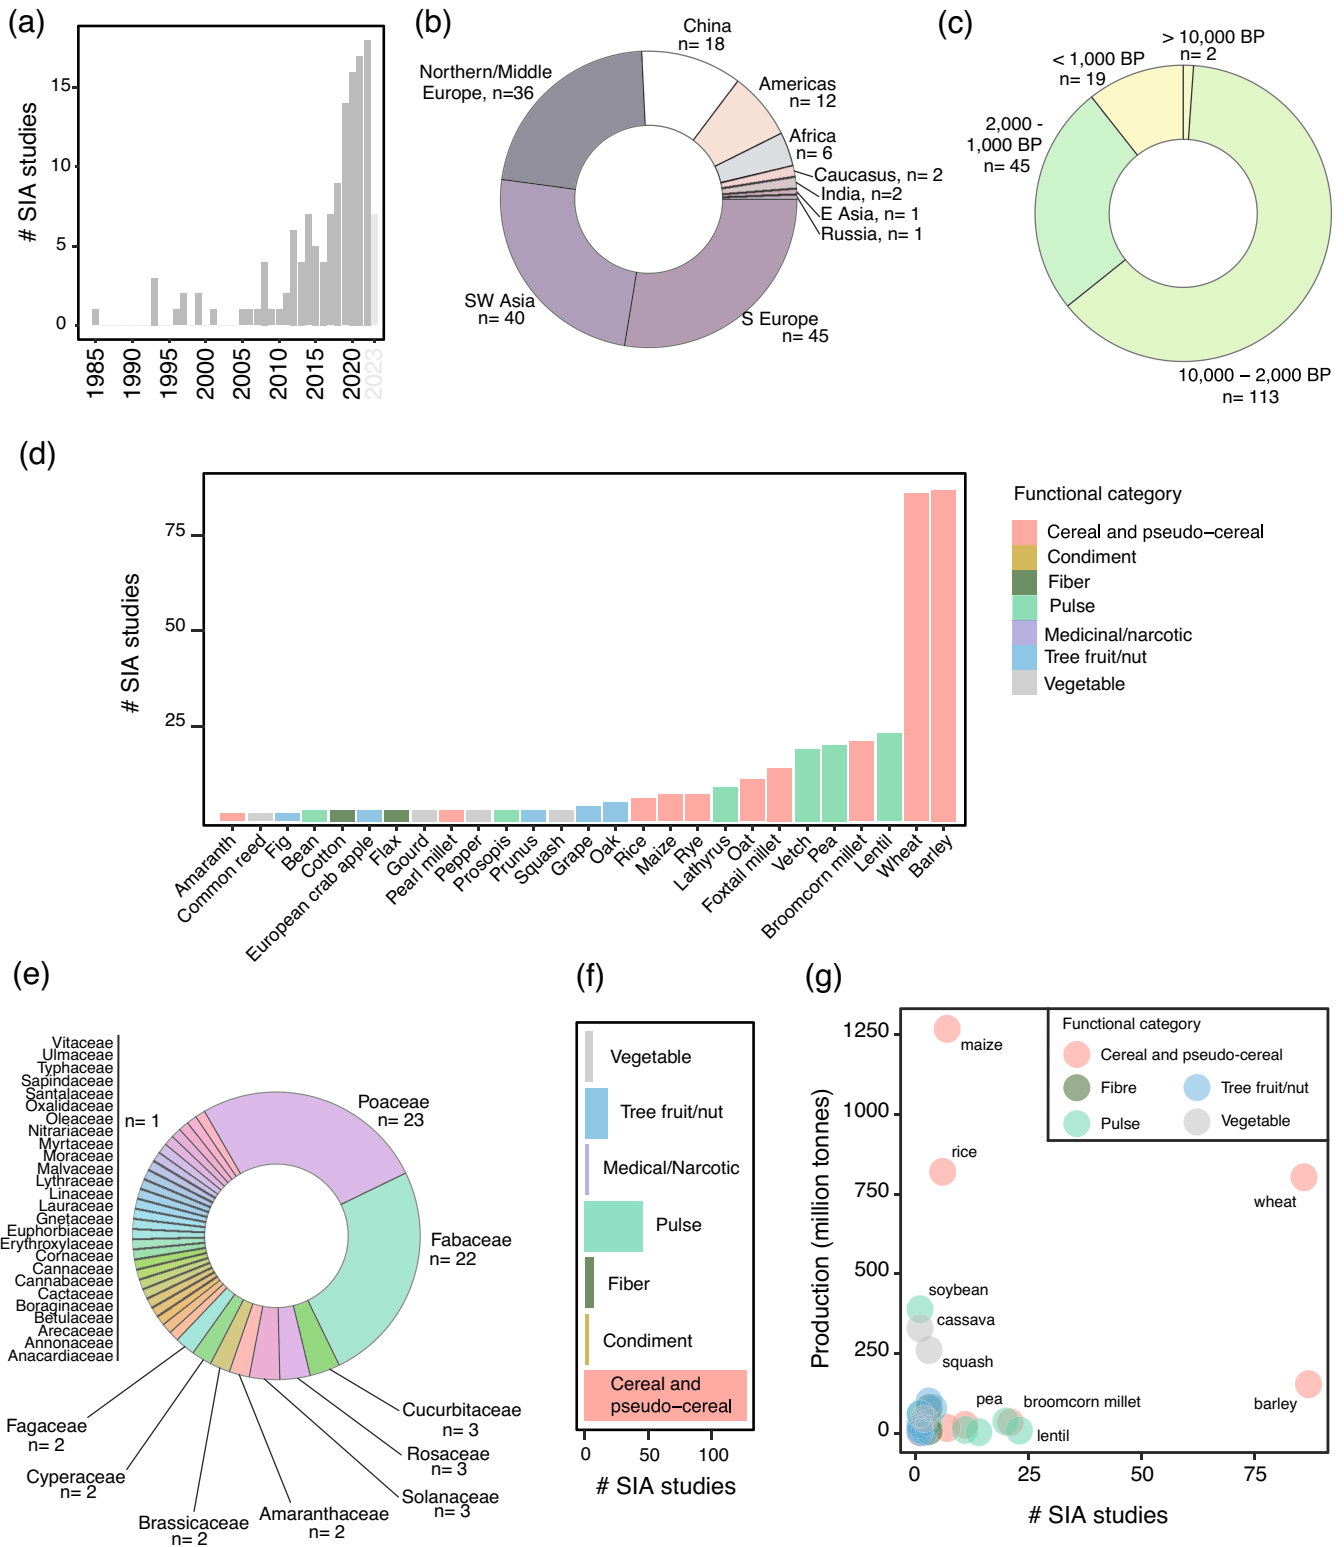 (a)
15
10
5
0
# SIA studies
1985
1990
1995
2000
2005
2010
2015
2020
2023
(b)
China
n= 18
Northern/Middle
Europe, n=36
Americas
n= 12
Africa
n= 6
Caucasus, n= 2
India, n=2
E Asia, n= 1
Russia, n= 1
SW Asia
n= 40
S Europe
n= 45
(c)
> 10,000 BP
n= 2
< 1,000 BP
n= 19
2,000 -
1,000 BP
n= 45
10,000 – 2,000 BP
n= 113
(d)
75
50
25
# SIA studies
Amaranth
Common reed
Fig
Bean
Cotton
European crab apple
Flax
Gourd
Pearl millet
Pepper
Prosopis
Prunus
Squash
Grape
Oak
Rice
Maize
Rye
Lathyrus
Oat
Foxtail millet
Vetch
Pea
Broomcorn millet
Lentil
Wheat
Barley
Functional category
Cereal and pseudo–cereal
Condiment
Fiber
Pulse
Medicinal/narcotic
Tree fruit/nut
Vegetable
(e)
Vitaceae
Ulmaceae
Typhaceae
Sapindaceae
Santalaceae
Oxalidaceae
Oleaceae
Nitrariaceae
Myrtaceae
Moraceae
Malvaceae
Lythraceae
Linaceae
Lauraceae
Gnetaceae
Euphorbiaceae
Erythroxylaceae
Cornaceae
Cannaceae
Cannabaceae
Cactaceae
Boraginaceae
Betulaceae
Arecaceae
Annonaceae
Anacardiaceae
n= 1
Poaceae
n= 23
Fabaceae
n= 22
Cucurbitaceae
n= 3
Rosaceae
n= 3
Solanaceae
n= 3
Amaranthaceae
n= 2
Brassicaceae
n= 2
Cyperaceae
n= 2
Fagaceae
n= 2
(f)
Vegetable
Tree fruit/nut
Medical/Narcotic
Pulse
Fiber
Condiment
Cereal and
pseudo–cereal
0
50
100
# SIA studies
(g)
Production (million tonnes)
1250
1000
750
500
250
0
Functional category
Cereal and pseudo–cereal
Fibre
Tree fruit/nut
Pulse
Vegetable
maize
rice
wheat
soybean
cassava
squash
pea
broomcorn millet
barley
lentil
0
25
50
75
# SIA studies